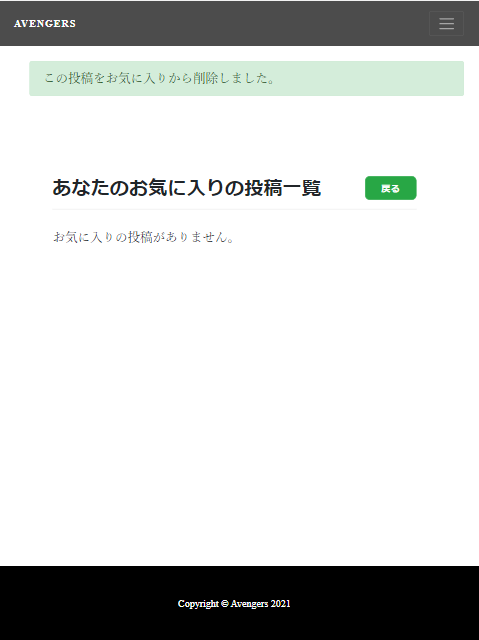 AVENGERS
この投稿をお気に入りから削除しました。
あなたのお気に入りの投稿一覧
戻る
お気に入りの投稿がありません。
Copyright © Avengers 2021